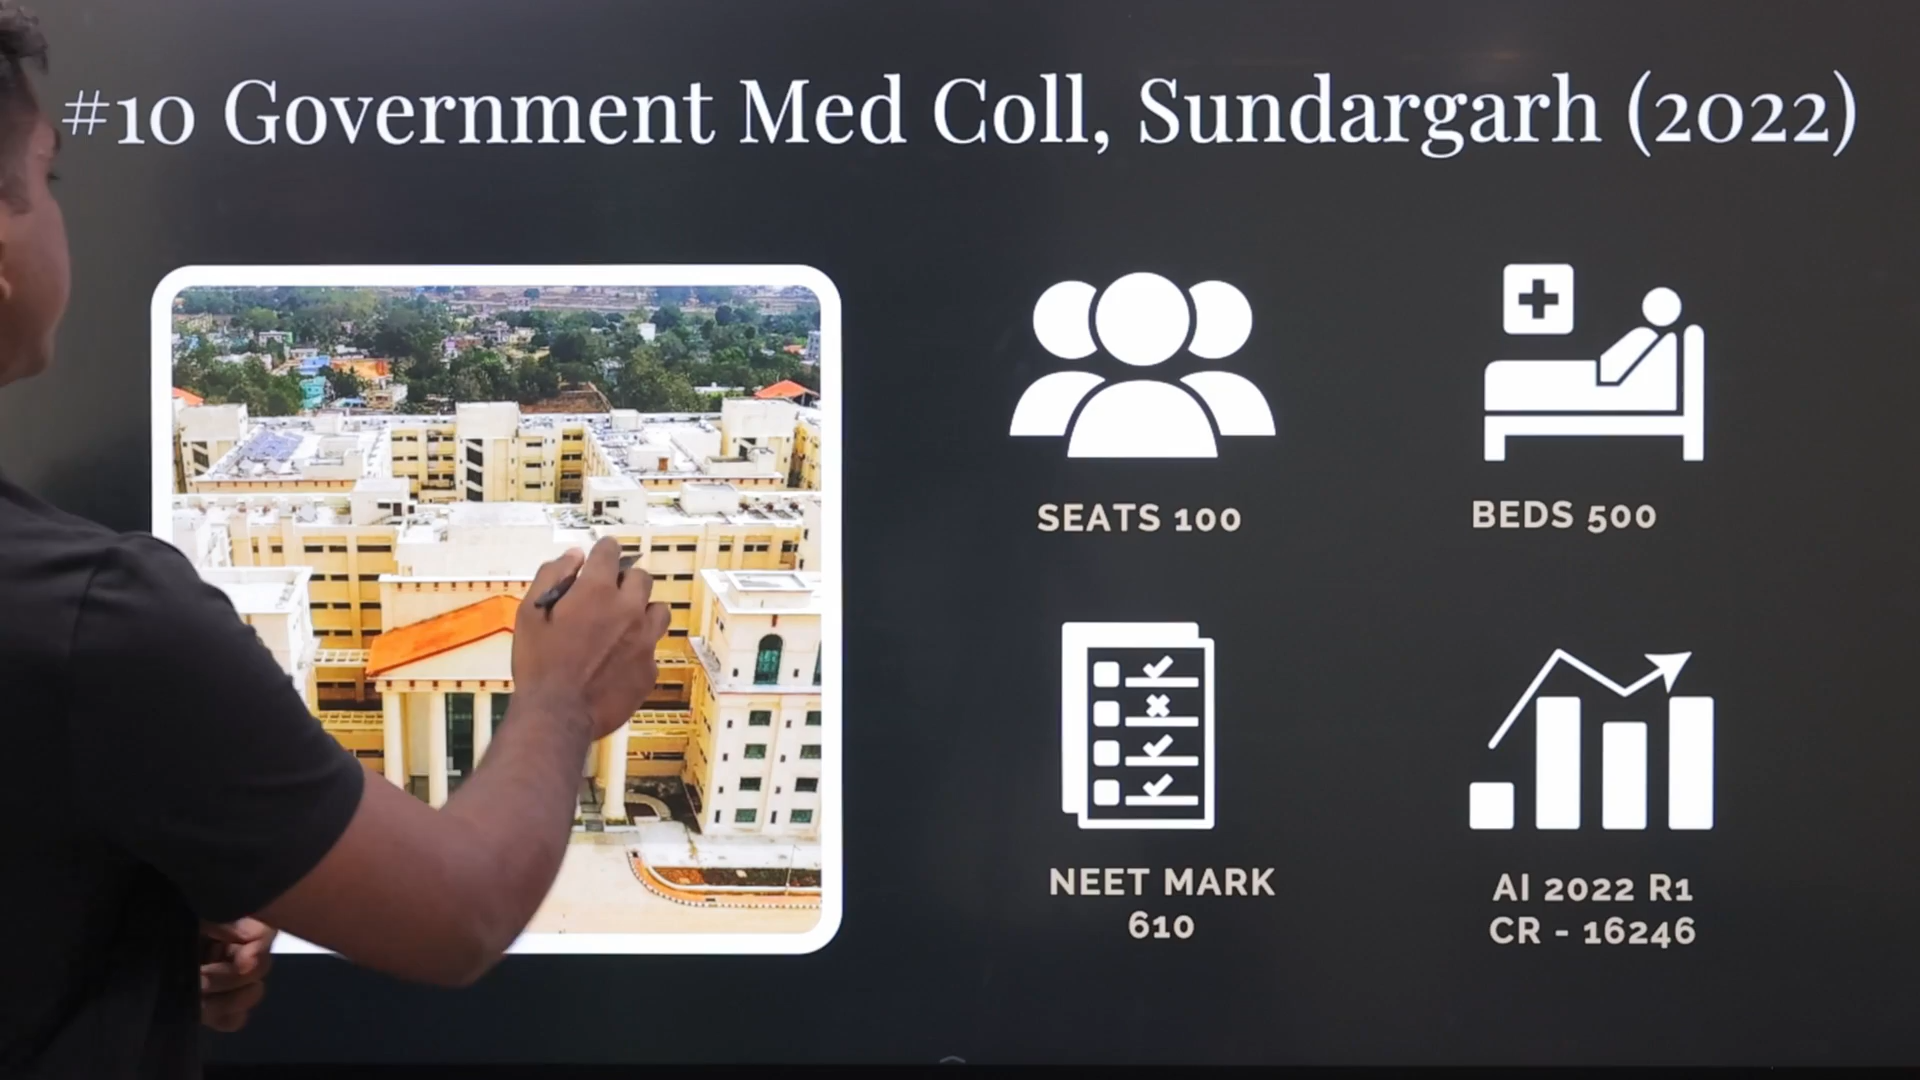 #10 Government Med Coll, Sundargarh (2022)
SEATS 100
BEDS 500
NEET MARK
610
AI 2022 R1
CR - 16246